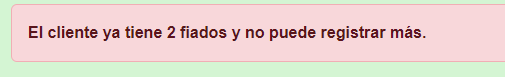 El cliente ya tiene 2 fiados y no puede registrar más.